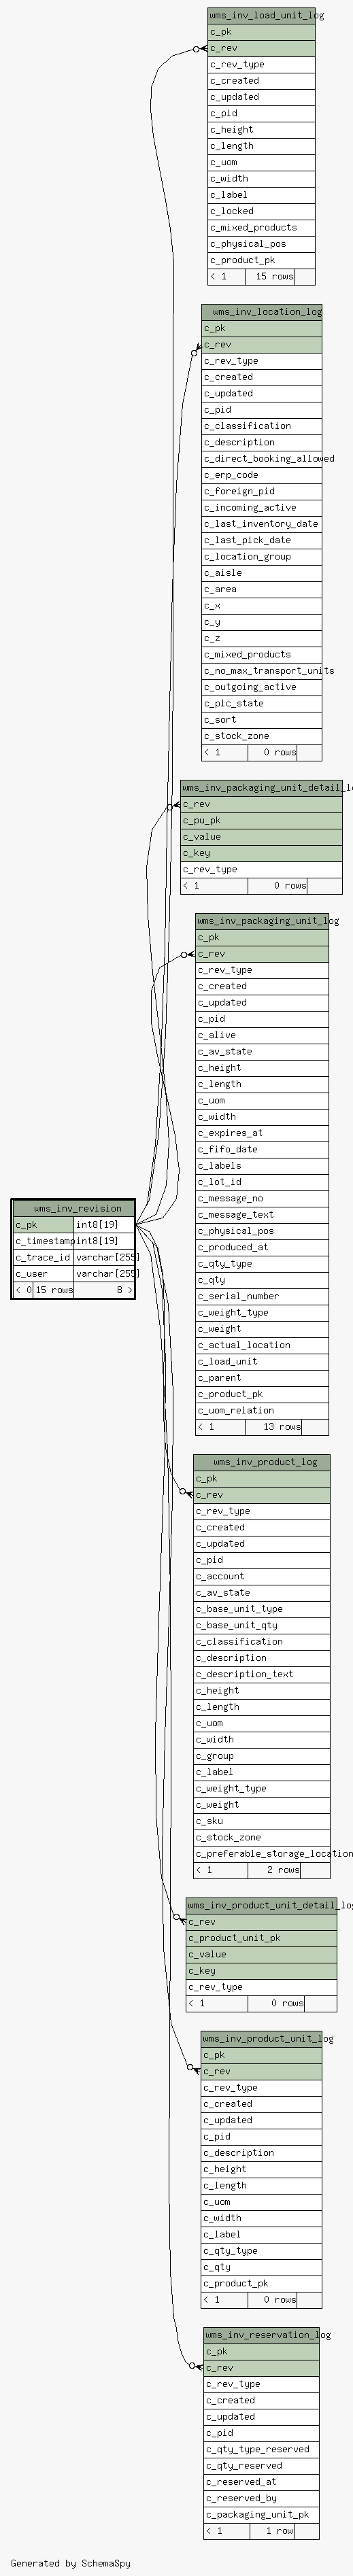 wms_inv_load_unit_log
c_pk
c_rev
c_rev_type
c_created
c_updated
c_pid
c_height
c_length
c_uom
c_width
c_label
c_locked
c_mixed_products
c_physical_pos
c_product_pk
< 1 15 rows
wms_inv_location_log
c_pk
c_rev
c_rev_type
c_created
c_updated
c_pid
c_classification
c_description
c_direct_booking_allowed
c_erp_code
c_foreign_pid
c_incoming_active
c_last_inventory_date
c_last_pick_date
c_location_group
c_aisle
c_area
c_x
c_y
c_z
c_mixed_products
c_no_max_transport_units
c_outgoing_active
c_plc_state
c_sort
c_stock_zone
< 1 0 rows
wms_inv_packaging_unit_detail_lo
c_rev
c_pu_pk
c_value
c_key
c_rev_type
< 1 0 rows
wms_inv_packaging_unit_log
c_pk
c_rev
c_rev_type
c_created
c_updated
c_pid
c_alive
c_av_state
c_height
c_length
c_uom
c_width
c_expires_at
c_fifo_date
c_labels
c_lot_id
c_message_no
c_message_text
c_physical_pos
c_produced_at
c_qty_type
c_qty
c_serial_number
c_weight_type
c_weight
c_actual_location
c_load_unit
c_parent
c_product_pk
c_uom_relation
< 1 13 rows
wms_inv_revision
c_pk int8[19]
c_timestamp int8[19]
c_trace_id varchar[255]
c_user varchar[255]
< 0 15 rows 8 >
wms_inv_product_log
c_pk
c_rev
c_rev_type
c_created
c_updated
c_pid
c_account
c_av_state
c_base_unit_type
c_base_unit_qty
c_classification
c_description
c_description_text
c_height
c_length
c_uom
c_width
c_group
c_label
c_weight_type
c_weight
c_sku
c_stock_zone
c_preferable_storage_location
< 1 2 rows
wms_inv_product_unit_detail_log
c_rev
c_product_unit_pk
c_value
c_key
c_rev_type
< 1 0 rows
wms_inv_product_unit_log
c_pk
c_rev
c_rev_type
c_created
c_updated
c_pid
c_description
c_height
c_length
c_uom
c_width
c_label
c_qty_type
c_qty
c_product_pk
< 1 0 rows
wms_inv_reservation_log
c_pk
c_rev
c_rev_type
c_created
c_updated
c_pid
c_qty_type_reserved
c_qty_reserved
c_reserved_at
c_reserved_by
c_packaging_unit_pk
< 1 1 row
Generated by SchemaSpy